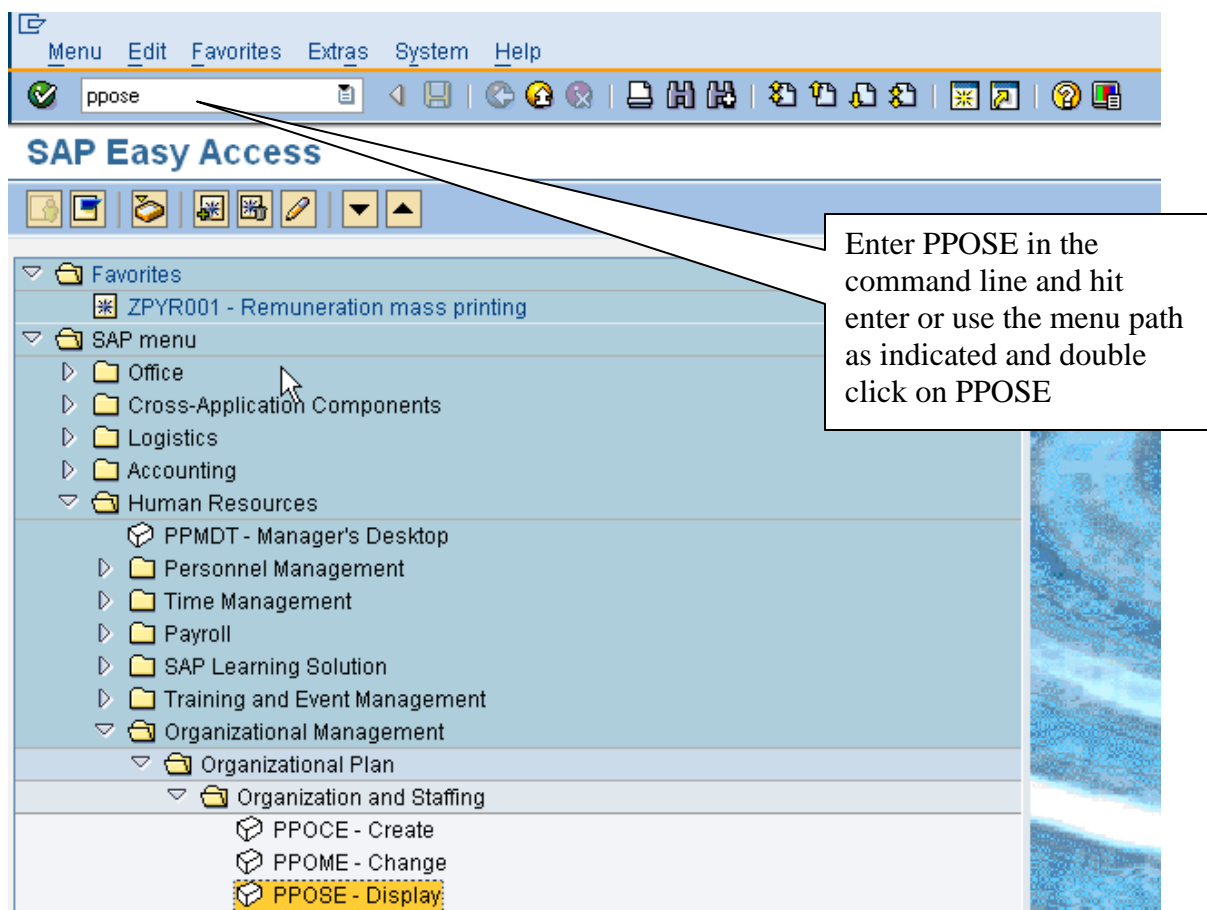 Menu Edit Favorites Extras System Help
ppose
SAP Easy Access
Enter PPOSE in the
command line and hit
enter or use the menu path
as indicated and double
click on PPOSE
Favorites
ZPYR001 - Remuneration mass printing
SAP menu
Office
Cross-Application Components
Logistics
Accounting
Human Resources
PPMDT - Manager's Desktop
Personnel Management
Time Management
Payroll
SAP Learning Solution
Training and Event Management
Organizational Management
Organizational Plan
Organization and Staffing
PPOCE - Create
PPOME - Change
PPOSE - Display